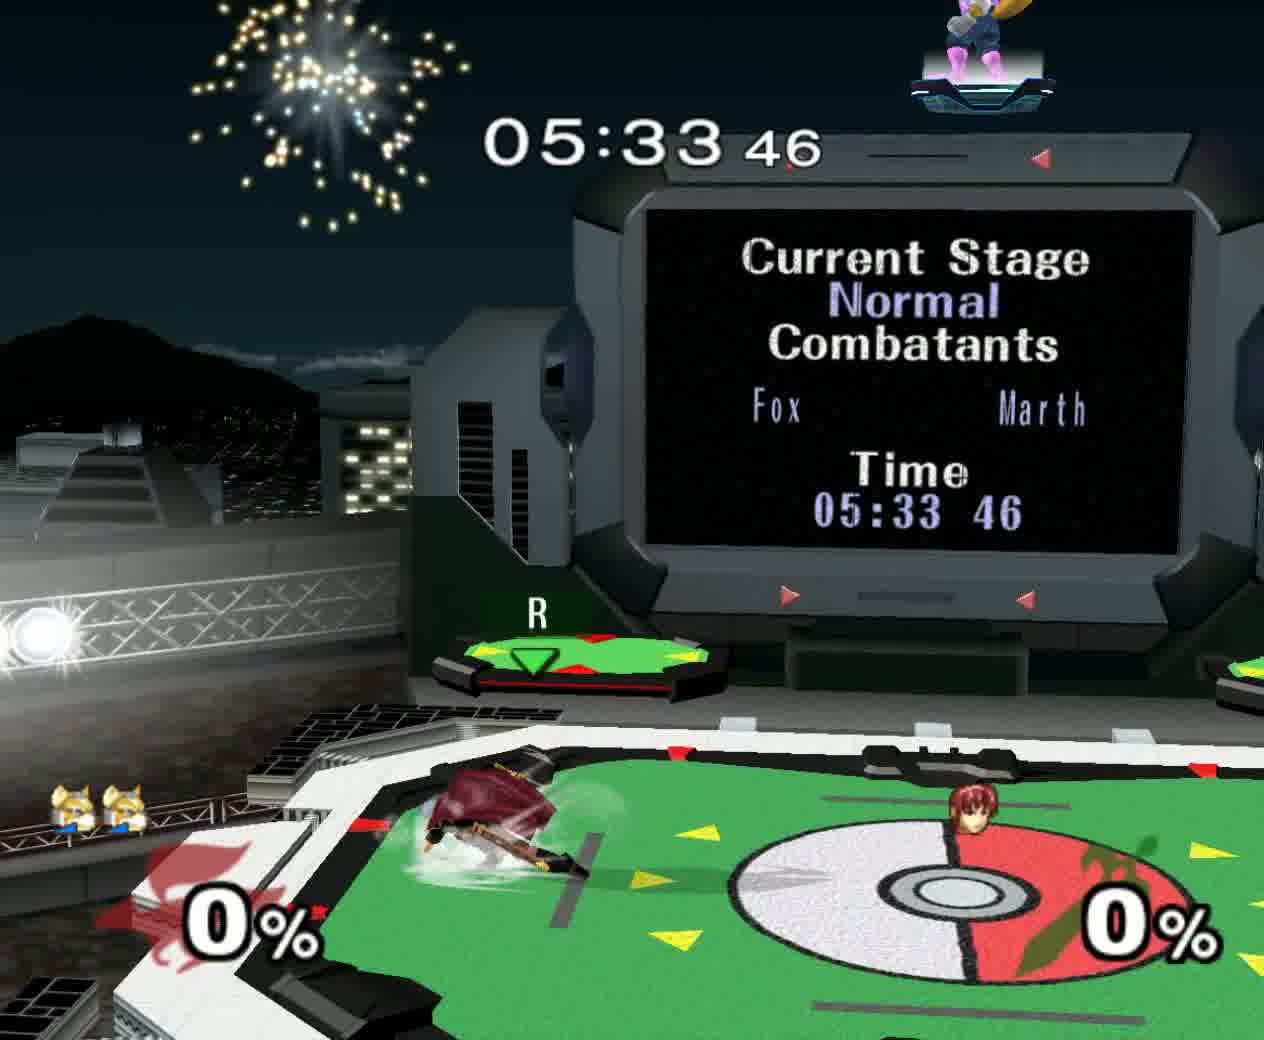 05:33 46
Current Stage
Normal
Combatants
Fox Marth
Time
05:33 46
R
0% 0%